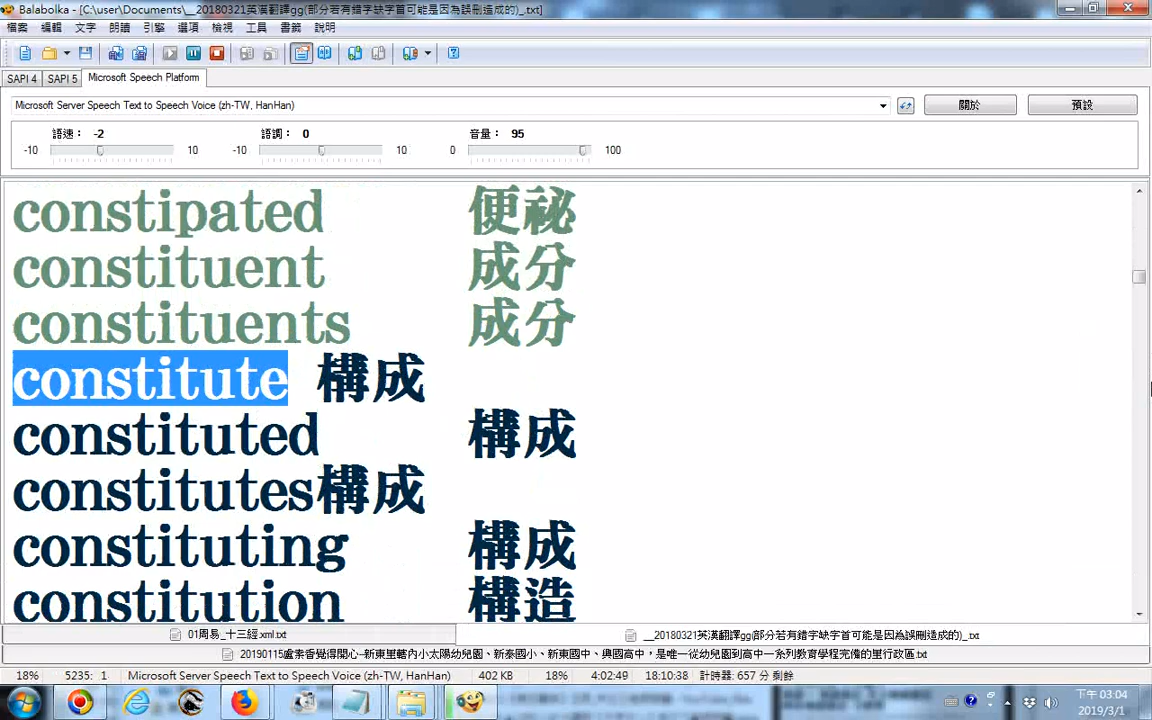 Balabolka - [C:\user\Documents\__20180321英漢翻譯gg(部分若有錯字缺字首可能是因為誤刪造成的)_.txt]
檔案 編輯 文字 朗讀 引擎 選項 檢視 工具 書籤 說明
SAPI 4 SAPI 5 Microsoft Speech Platform
Microsoft Server Speech Text to Speech Voice (zh-TW, HanHan) 關於 預設
語速： -2 語調： 0 音量： 95
-10 10 -10 10 0 100
constipated 便祕
constituent 成分
constituents 成分
constitute 構成
constituted 構成
constitutes構成
constituting 構成
constitution 構造
01周易_十三經.xml.txt __20180321英漢翻譯gg(部分若有錯字缺字首可能是因為誤刪造成的)_.txt
20190115盧素香覺得開心-新東里轄內小太陽幼兒園、新泰國小、新東國中、興國高中，是唯一從幼兒園到高中一系列教育學程完備的里行政區.txt
18% 5235: 1 Microsoft Server Speech Text to Speech Voice (zh-TW, HanHan) 402 KB 18% 4:02:49 18:10:38 計時器: 657 分 剩餘
下午 03:04
2019/3/1